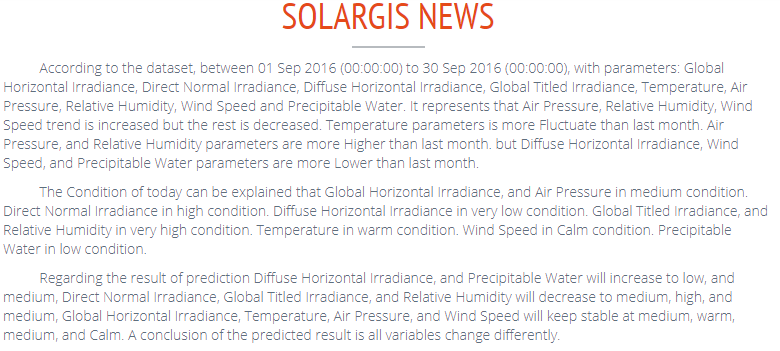 SOLARGIS NEWS
According to the dataset, between 01 Sep 2016 (00:00:00) to 30 Sep 2016 (00:00:00), with parameters: Global
Horizontal Irradiance, Direct Normal Irradiance, Diffuse Horizontal Irradiance, Global Titled Irradiance, Temperature, Air
Pressure, Relative Humidity, Wind Speed and Precipitable Water. It represents that Air Pressure, Relative Humidity, Wind
Speed trend is increased but the rest is decreased. Temperature parameters is more Fluctuate than last month. Air
Pressure, and Relative Humidity parameters are more Higher than last month. but Diffuse Horizontal Irradiance, Wind
Speed, and Precipitable Water parameters are more Lower than last month.
The Condition of today can be explained that Global Horizontal Irradiance, and Air Pressure in medium condition.
Direct Normal Irradiance in high condition. Diffuse Horizontal Irradiance in very low condition. Global Titled Irradiance, and
Relative Humidity in very high condition. Temperature in warm condition. Wind Speed in Calm condition. Precipitable
Water in low condition.
Regarding the result of prediction Diffuse Horizontal Irradiance, and Precipitable Water will increase to low, and
medium, Direct Normal Irradiance, Global Titled Irradiance, and Relative Humidity will decrease to medium, high, and
medium, Global Horizontal Irradiance, Temperature, Air Pressure, and Wind Speed will keep stable at medium, warm,
medium, and Calm. A conclusion of the predicted result is all variables change differently.